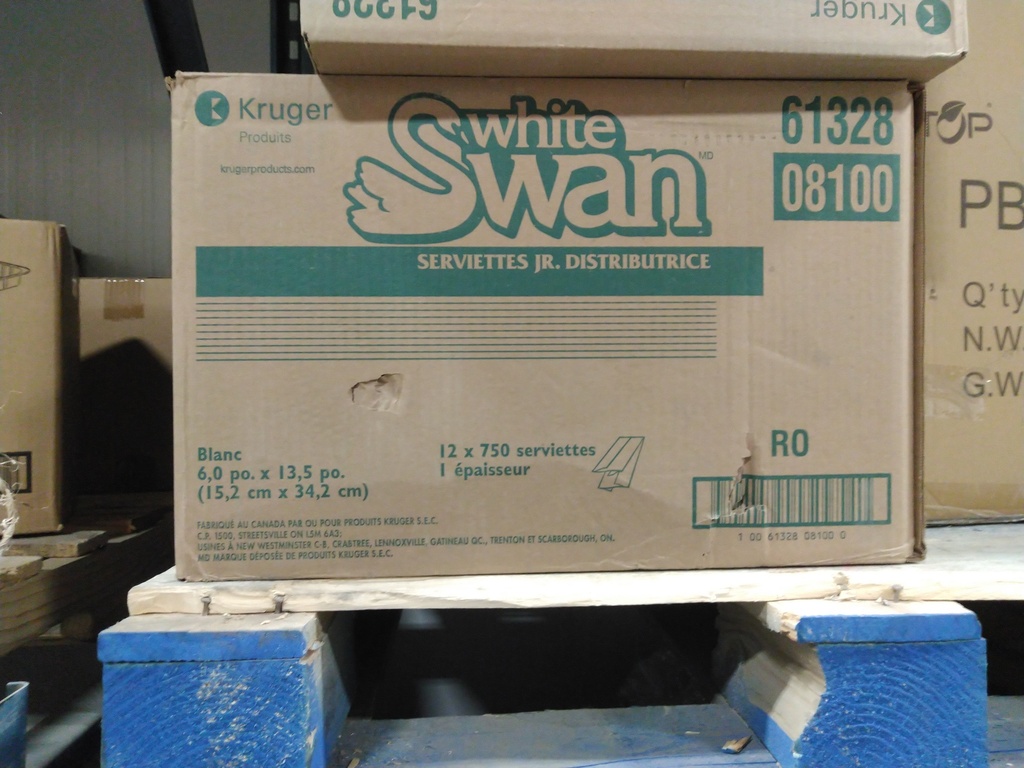 61328
Kruger
Kruger
Produits
krugerproducts.com
white
Swan MD
61328
08100
SERVIETTES JR. DISTRIBUTRICE
Blanc
6,0 po. x 13,5 po.
(15,2 cm x 34,2 cm)
12 x 750 serviettes
1 épaisseur
RO
1 00 61328 08100 0
FABRIQUÉ AU CANADA PAR OU POUR PRODUITS KRUGER S.E.C.
C.P. 1500, STREETSVILLE ON L5M 6A3;
USINES À NEW WESTMINSTER C-B, CRABTREE, LENNOXVILLE, GATINEAU QC., TRENTON ET SCARBOROUGH, ON.
MD MARQUE DÉPOSÉE DE PRODUITS KRUGER S.E.C.
TOP
PB
Q'ty
N.W
G.W